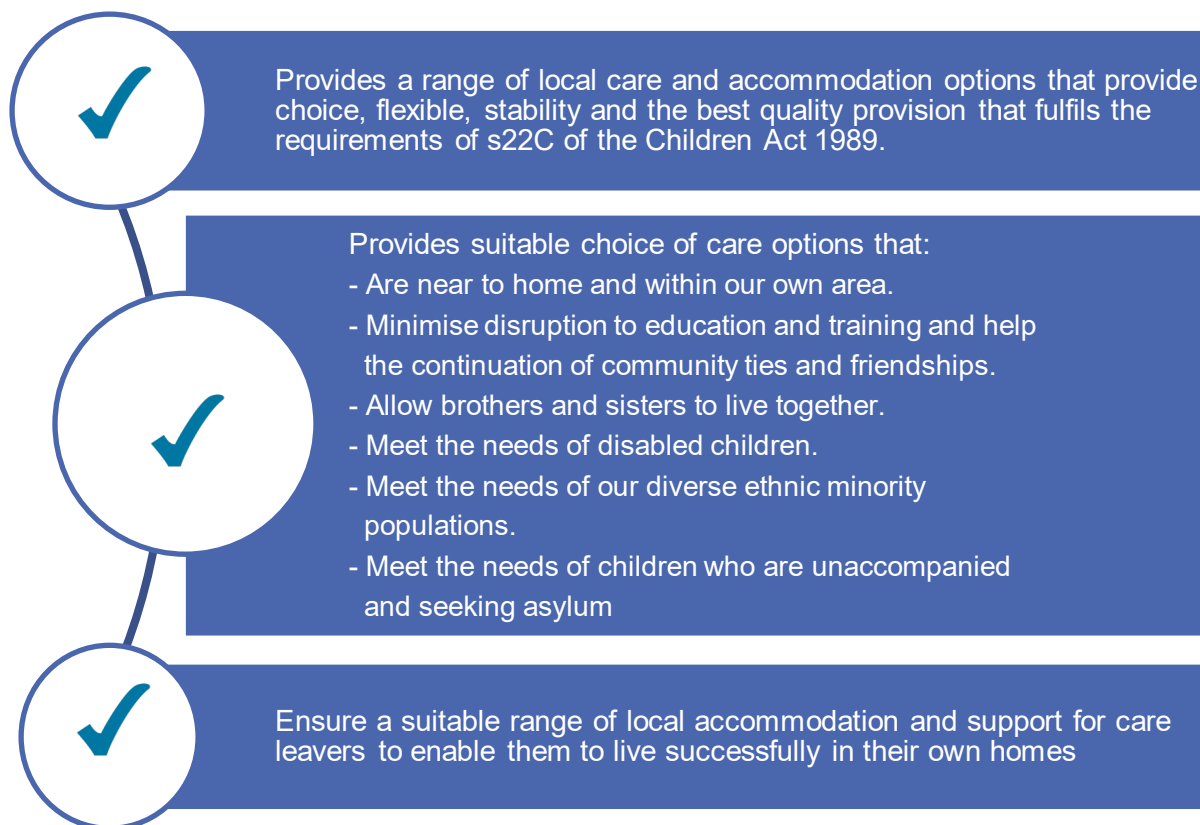 Provides a range of local care and accommodation options that provide
choice, flexible, stability and the best quality provision that fulfils the
requirements of s22C of the Children Act 1989.
Provides suitable choice of care options that:
- Are near to home and within our own area.
- Minimise disruption to education and training and help
the continuation of community ties and friendships.
- Allow brothers and sisters to live together.
- Meet the needs of disabled children.
- Meet the needs of our diverse ethnic minority
populations.
- Meet the needs of children who are unaccompanied
and seeking asylum
Ensure a suitable range of local accommodation and support for care
leavers to enable them to live successfully in their own homes